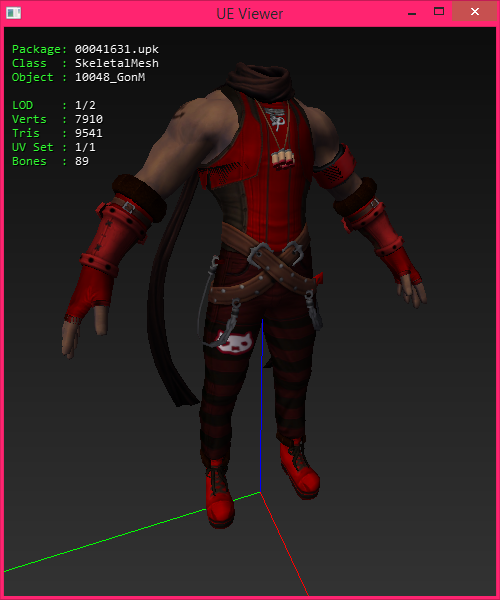 UE Viewer
Package: 00041631.upk
Class : SkeletalMesh
Object : 10048_GonM
LOD : 1/2
Verts : 7910
Tris : 9541
UV Set : 1/1
Bones : 89